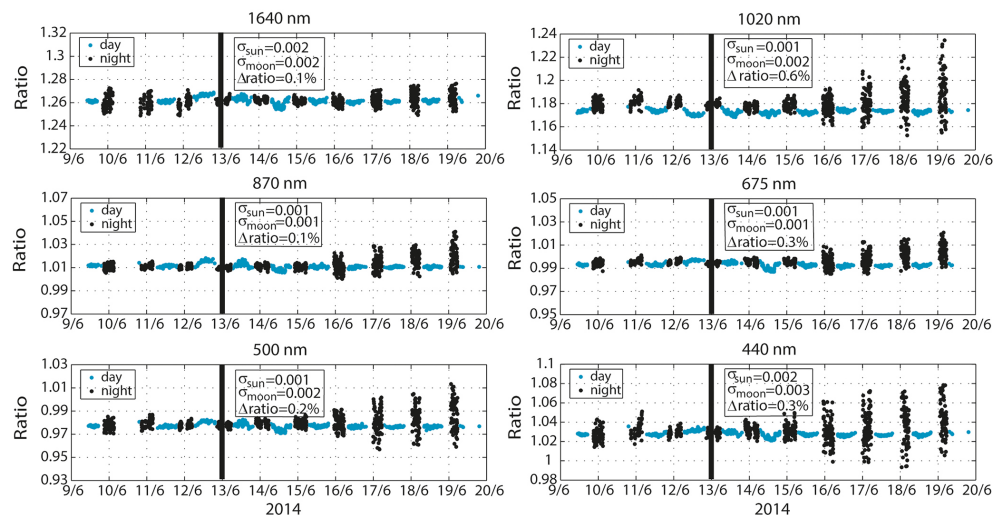 1640 nm
1.32
1.3
1.28
1.26
1.24
1.22
Ratio
day
night
σsun=0.002
σmoon=0.002
Δratio=0.1%
9/6 10/6 11/6 12/6 13/6 14/6 15/6 16/6 17/6 18/6 19/6 20/6
1020 nm
1.24
1.22
1.2
1.18
1.16
1.14
Ratio
day
night
σsun=0.001
σmoon=0.002
Δratio=0.6%
9/6 10/6 11/6 12/6 13/6 14/6 15/6 16/6 17/6 18/6 19/6 20/6
870 nm
1.07
1.05
1.03
1.01
0.99
0.97
Ratio
day
night
σsun=0.001
σmoon=0.001
Δratio=0.1%
9/6 10/6 11/6 12/6 13/6 14/6 15/6 16/6 17/6 18/6 19/6 20/6
675 nm
1.05
1.03
1.01
0.99
0.97
0.95
Ratio
day
night
σsun=0.001
σmoon=0.001
Δratio=0.3%
9/6 10/6 11/6 12/6 13/6 14/6 15/6 16/6 17/6 18/6 19/6 20/6
500 nm
1.03
1.01
0.99
0.97
0.95
0.93
Ratio
day
night
σsun=0.001
σmoon=0.002
Δratio=0.2%
9/6 10/6 11/6 12/6 13/6 14/6 15/6 16/6 17/6 18/6 19/6 20/6
2014
440 nm
1.1
1.08
1.06
1.04
1.02
1
0.98
Ratio
day
night
σsun=0.002
σmoon=0.003
Δratio=0.3%
9/6 10/6 11/6 12/6 13/6 14/6 15/6 16/6 17/6 18/6 19/6 20/6
2014